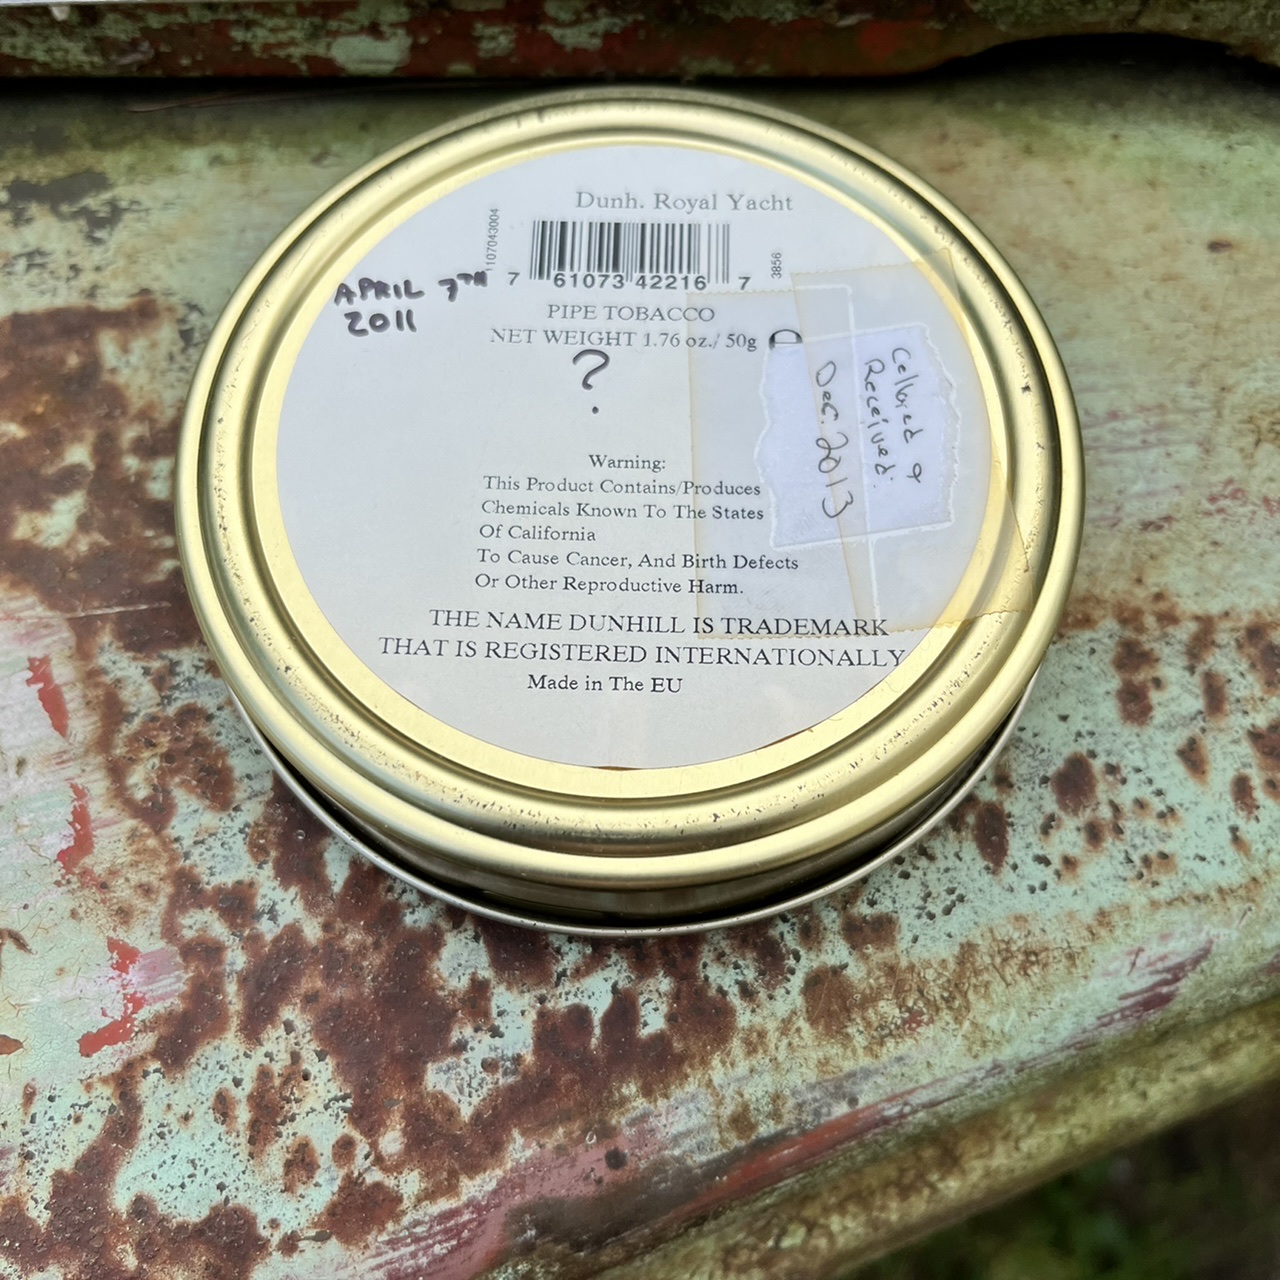 Dunh. Royal Yacht
1107043004
7 61073 42216 7
3856
APRIL 7TH
2011
PIPE TOBACCO
NET WEIGHT 1.76 oz./ 50g ℮
?
Cellared &
Received:
Dec. 2013
Warning:
This Product Contains/Produces
Chemicals Known To The States
Of California
To Cause Cancer, And Birth Defects
Or Other Reproductive Harm.
THE NAME DUNHILL IS TRADEMARK
THAT IS REGISTERED INTERNATIONALLY
Made in The EU